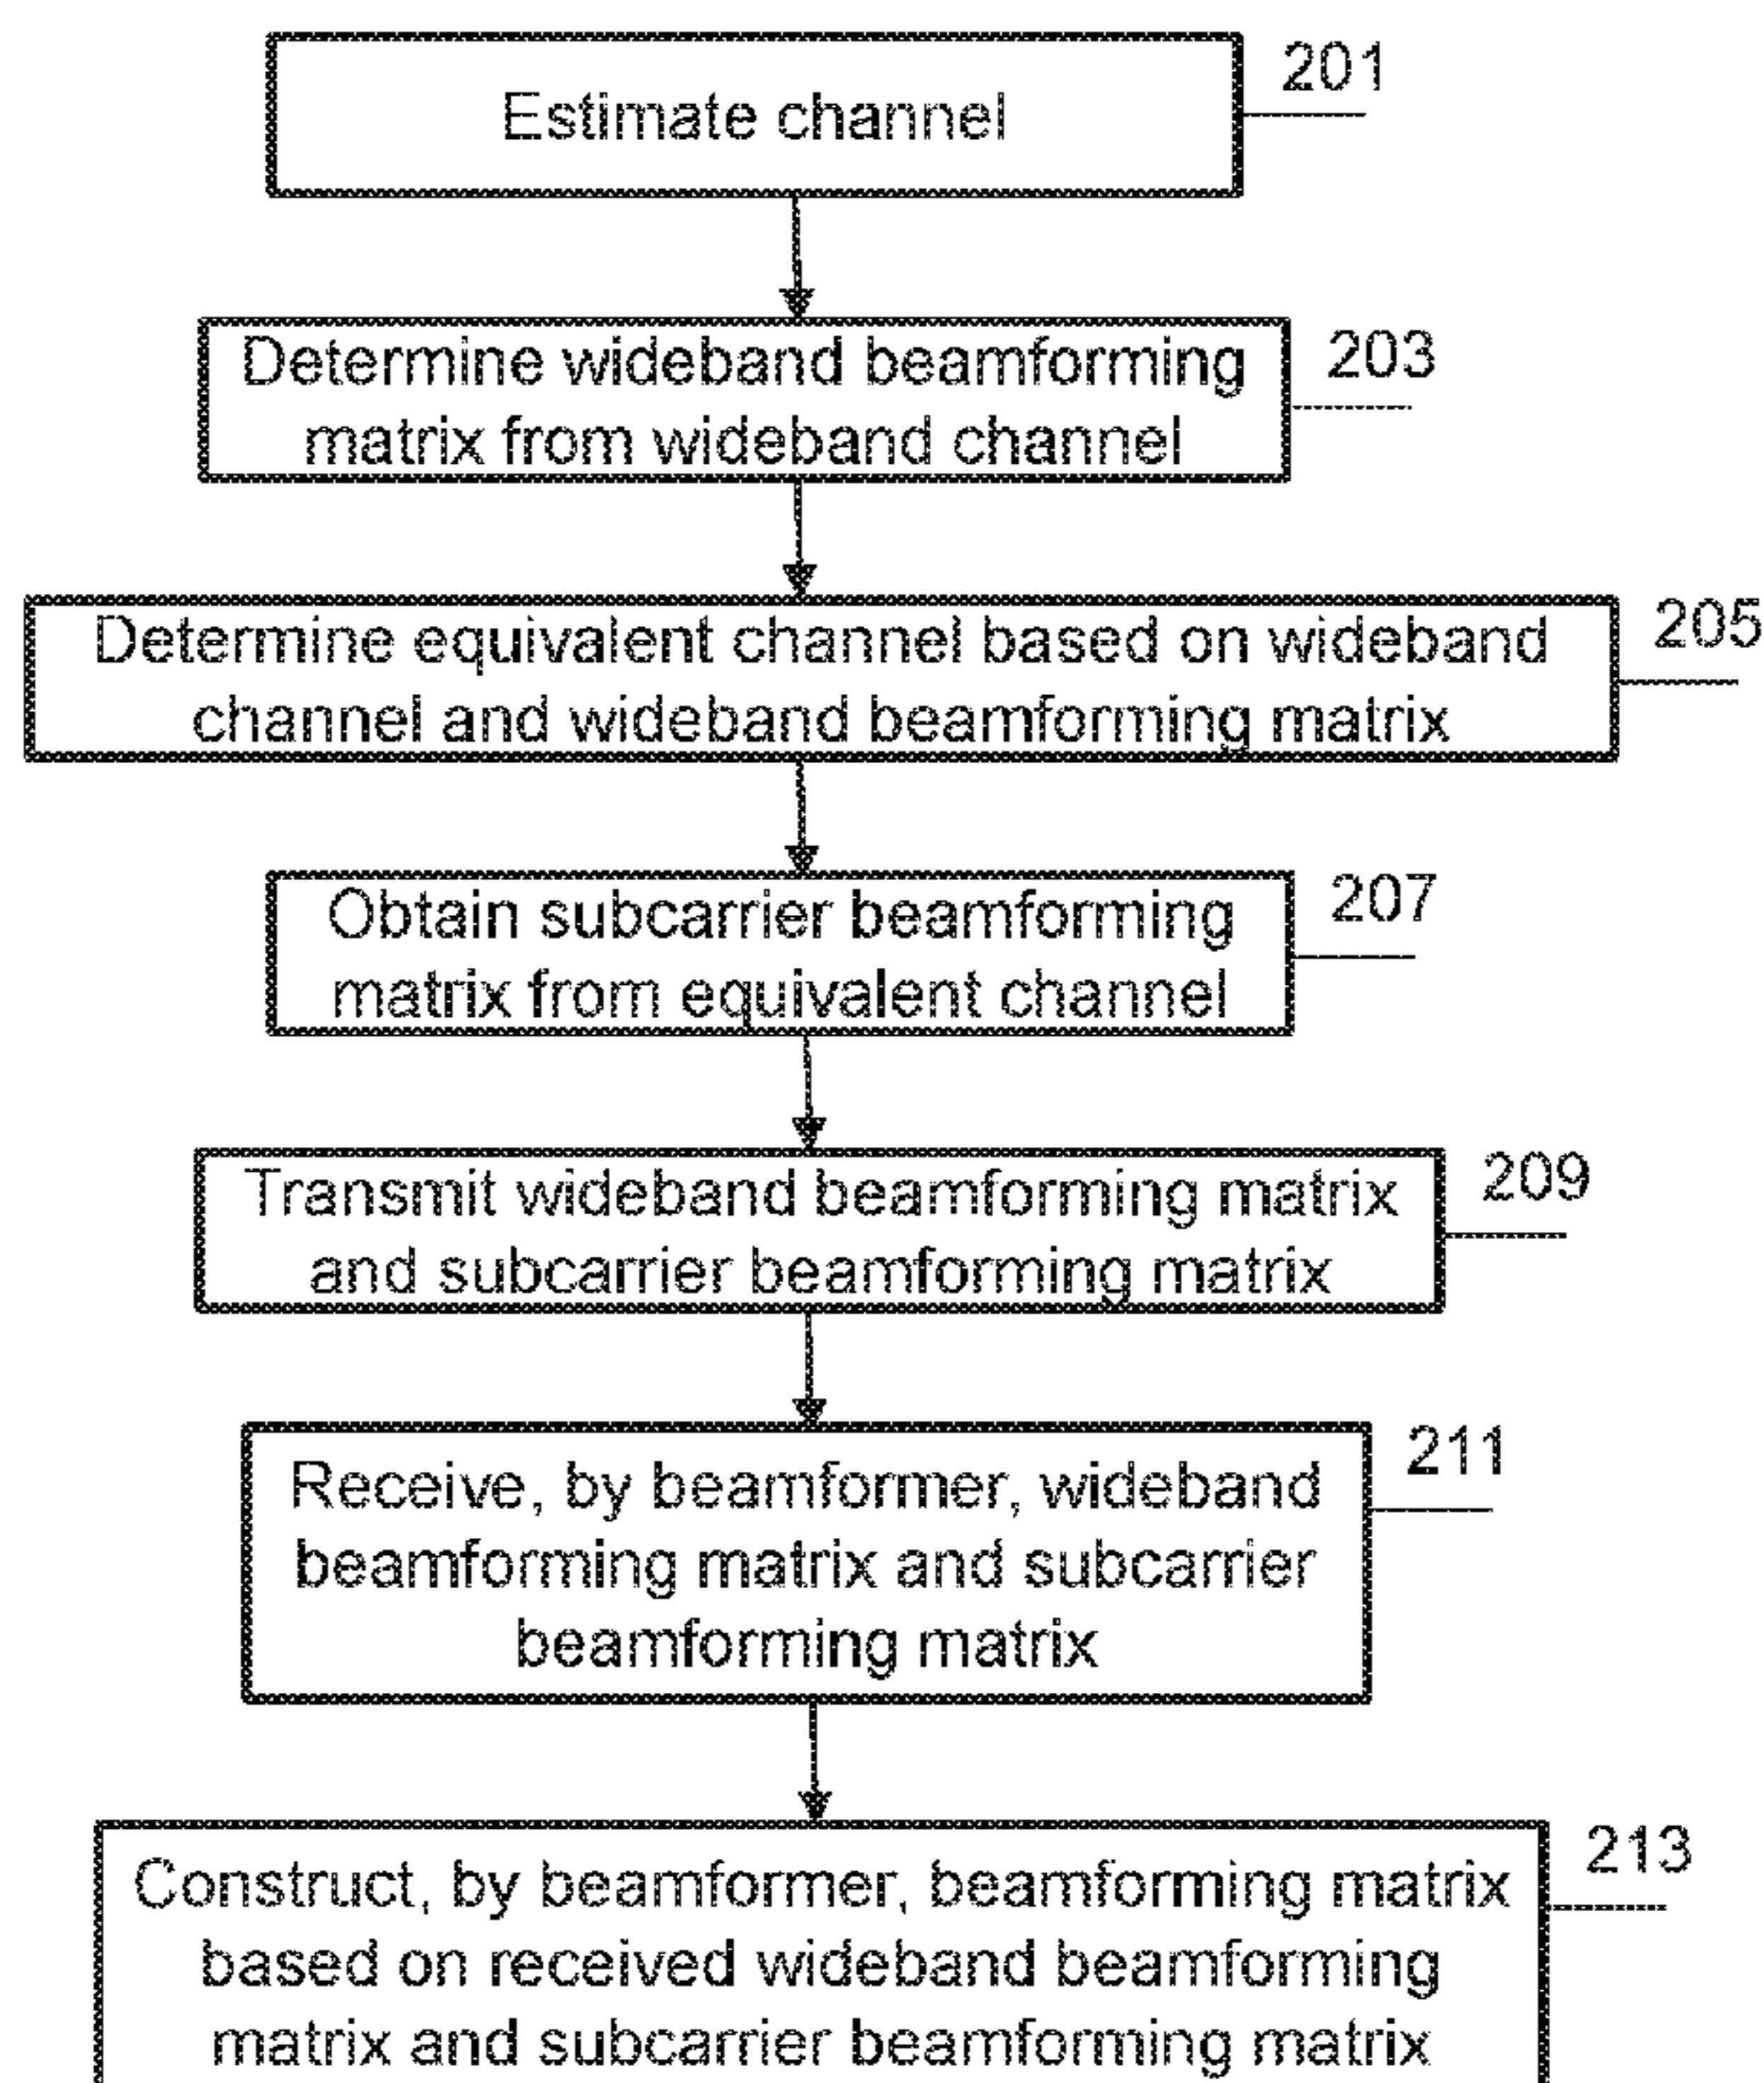 Estimate channel
201
Determine wideband beamforming
matrix from wideband channel
203
Determine equivalent channel based on wideband
channel and wideband beamforming matrix
205
Obtain subcarrier beamforming
matrix from equivalent channel
207
Transmit wideband beamforming matrix
and subcarrier beamforming matrix
209
Receive, by beamformer, wideband
beamforming matrix and subcarrier
beamforming matrix
211
Construct, by beamformer, beamforming matrix
based on received wideband beamforming
matrix and subcarrier beamforming matrix
213